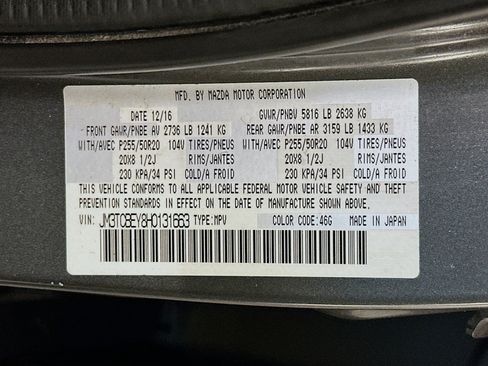 MFD. BY MAZDA MOTOR CORPORATION
DATE 12/16 GVWR/PNBV 5816 LB 2638 KG
FRONT GAWR/PNBE AV 2736 LB 1241 KG REAR GAWR/PNBE AR 3159 LB 1433 KG
WITH/AVEC P255/50R20 104V TIRES/PNEUS WITH/AVEC P255/50R20 104V TIRES/PNEUS
20X8 1/2J RIMS/JANTES 20X8 1/2J RIMS/JANTES
230 KPA/34 PSI COLD/A FROID 230 KPA/34 PSI COLD/A FROID
THIS VEHICLE CONFORMS TO ALL APPLICABLE FEDERAL MOTOR VEHICLE SAFETY AND THEFT
PREVENTION STANDARDS IN EFFECT ON THE DATE OF MANUFACTURE SHOWN ABOVE.
VIN: JM3TCBEY8H0131663 TYPE:MPV COLOR CODE:46G MADE IN JAPAN